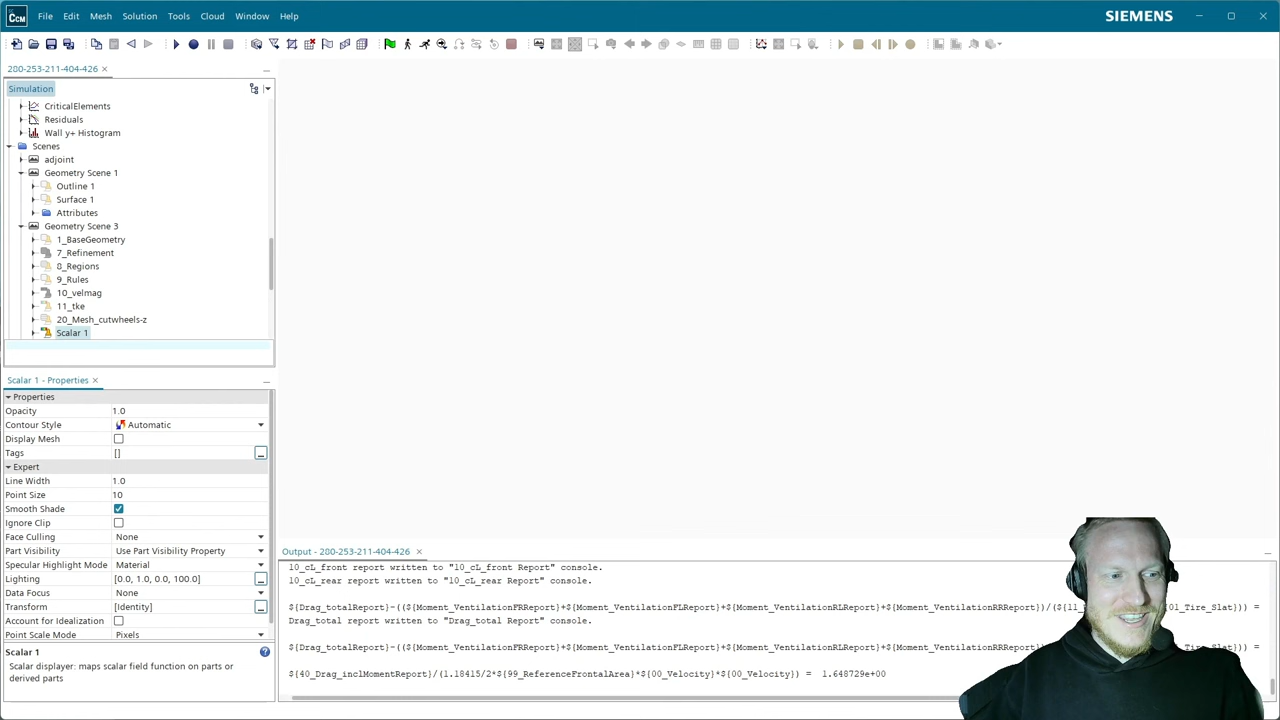 CCM File Edit Mesh Solution Tools Cloud Window Help SIEMENS
280-253-211-404-426
Simulation
CriticalElements
Residuals
Wall y+ Histogram
Scenes
adjoint
Geometry Scene 1
Outline 1
Surface 1
Attributes
Geometry Scene 3
1_BaseGeometry
7_Refinement
8_Regions
9_Rules
10_velmag
11_tke
20_Mesh_cutwheels-z
Scalar 1
Scalar 1 - Properties
Properties
Opacity 1.0
Contour Style Automatic
Display Mesh
Tags []
Expert
Line Width 1.0
Point Size 10
Smooth Shade
Ignore Clip
Face Culling None
Part Visibility Use Part Visibility Property
Specular Highlight Mode Material
Lighting [0.0, 1.0, 0.0, 100.0]
Data Focus None
Transform [Identity]
Account for Idealization
Point Scale Mode Pixels
Scalar 1
Scalar displayer: maps scalar field function on parts or
derived parts
Output - 280-253-211-404-426
10_cL_front report written to "10_cL_front Report" console.
10_cL_rear report written to "10_cL_rear Report" console.
${Drag_totalReport}-((${Moment_VentilationFRReport}+${Moment_VentilationFLReport}+${Moment_VentilationRLReport}+${Moment_VentilationRRReport})/(${11_ 01_Tire_Slat})) =
Drag_total report written to "Drag_total Report" console.
${Drag_totalReport}-((${Moment_VentilationFRReport}+${Moment_VentilationFLReport}+${Moment_VentilationRLReport}+${Moment_VentilationRRReport} Tire_Slat})) =
${40_Drag_inclMomentReport}/(1.18415/2*${99_ReferenceFrontalArea}*${00_Velocity}*${00_Velocity}) = 1.648729e+00